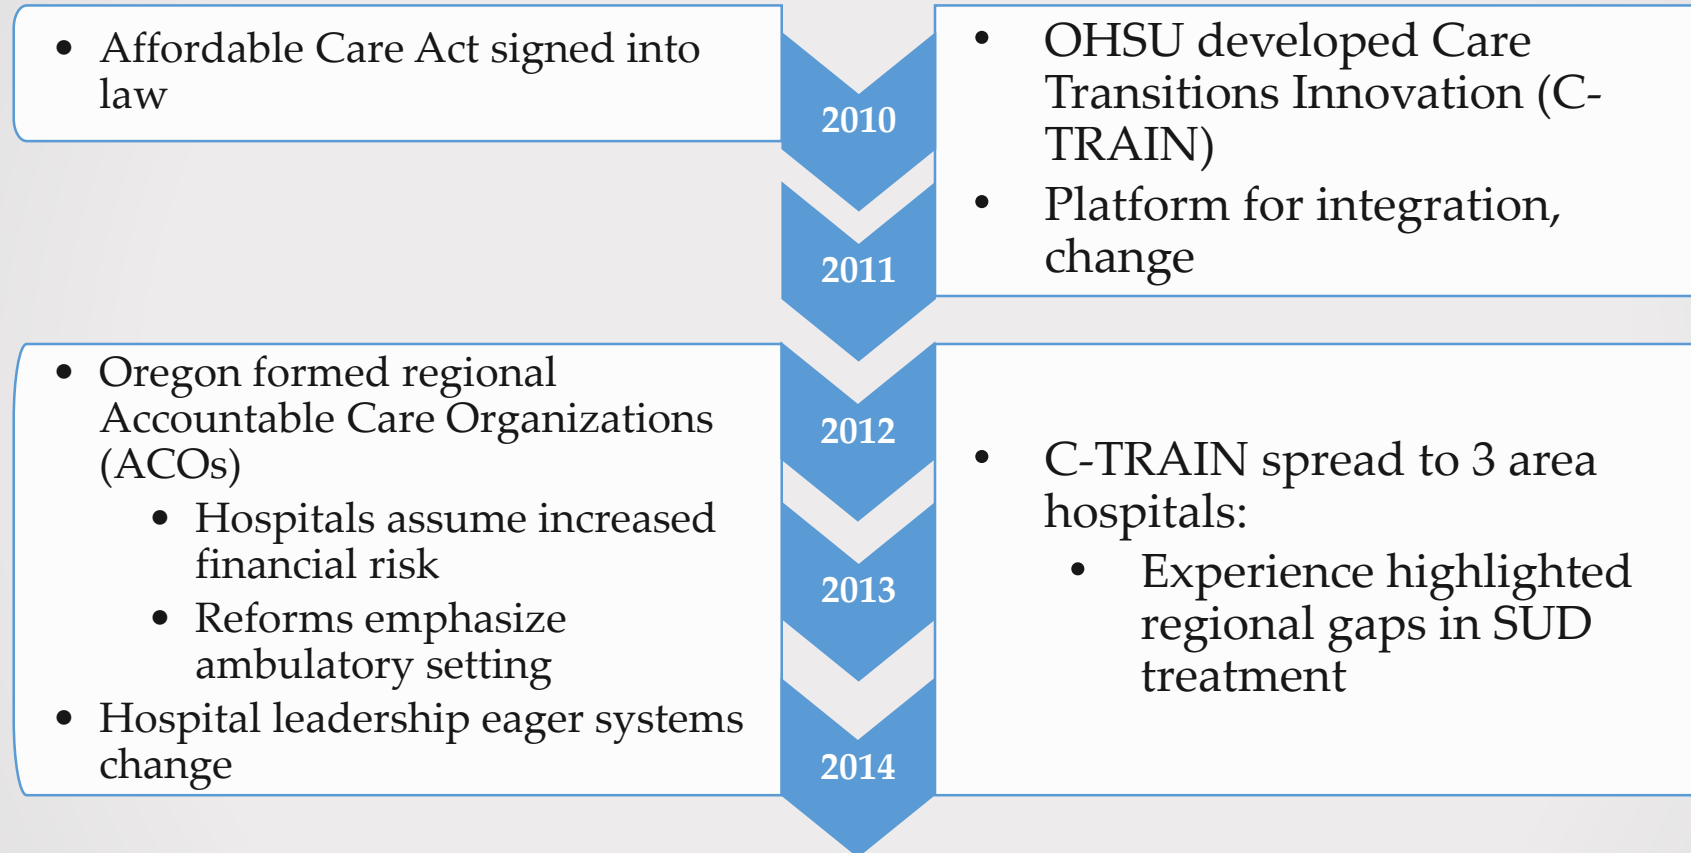 • Affordable Care Act signed into
law
2010
• OHSU developed Care
Transitions Innovation (C-
TRAIN)
• Platform for integration,
change
2011
• Oregon formed regional
Accountable Care Organizations
(ACOs)
• Hospitals assume increased
financial risk
• Reforms emphasize
ambulatory setting
• Hospital leadership eager systems
change
2012
2013
2014
• C-TRAIN spread to 3 area
hospitals:
• Experience highlighted
regional gaps in SUD
treatment